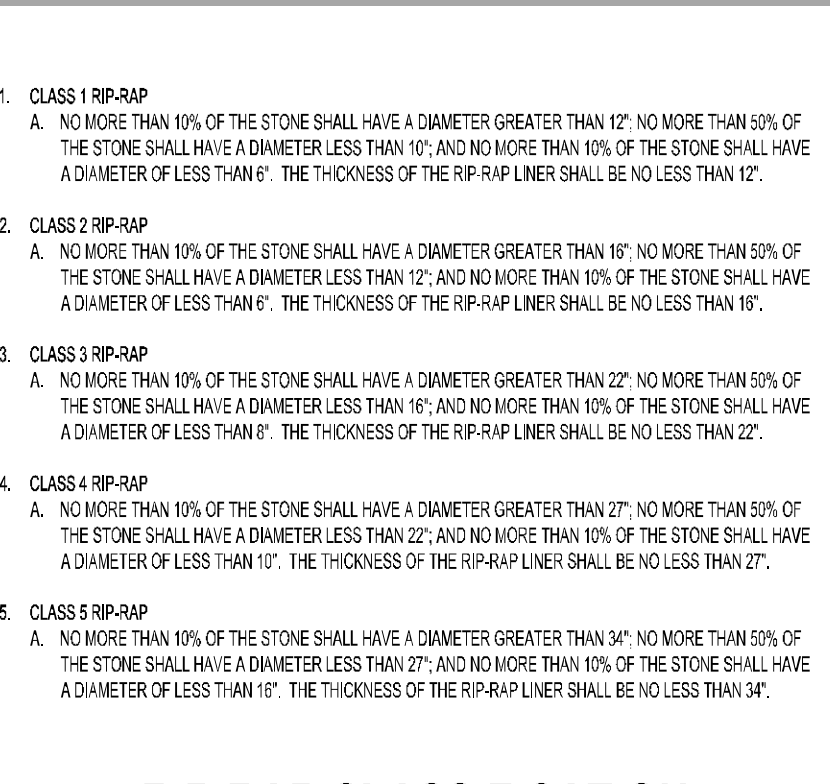 1. CLASS 1 RIP-RAP
A. NO MORE THAN 10% OF THE STONE SHALL HAVE A DIAMETER GREATER THAN 12"; NO MORE THAN 50% OF
THE STONE SHALL HAVE A DIAMETER LESS THAN 10"; AND NO MORE THAN 10% OF THE STONE SHALL HAVE
A DIAMETER OF LESS THAN 6". THE THICKNESS OF THE RIP-RAP LINER SHALL BE NO LESS THAN 12".
2. CLASS 2 RIP-RAP
A. NO MORE THAN 10% OF THE STONE SHALL HAVE A DIAMETER GREATER THAN 16"; NO MORE THAN 50% OF
THE STONE SHALL HAVE A DIAMETER LESS THAN 12"; AND NO MORE THAN 10% OF THE STONE SHALL HAVE
A DIAMETER OF LESS THAN 6". THE THICKNESS OF THE RIP-RAP LINER SHALL BE NO LESS THAN 16".
3. CLASS 3 RIP-RAP
A. NO MORE THAN 10% OF THE STONE SHALL HAVE A DIAMETER GREATER THAN 22"; NO MORE THAN 50% OF
THE STONE SHALL HAVE A DIAMETER LESS THAN 16"; AND NO MORE THAN 10% OF THE STONE SHALL HAVE
A DIAMETER OF LESS THAN 8". THE THICKNESS OF THE RIP-RAP LINER SHALL BE NO LESS THAN 22".
4. CLASS 4 RIP-RAP
A. NO MORE THAN 10% OF THE STONE SHALL HAVE A DIAMETER GREATER THAN 27"; NO MORE THAN 50% OF
THE STONE SHALL HAVE A DIAMETER LESS THAN 22"; AND NO MORE THAN 10% OF THE STONE SHALL HAVE
A DIAMETER OF LESS THAN 10". THE THICKNESS OF THE RIP-RAP LINER SHALL BE NO LESS THAN 27".
5. CLASS 5 RIP-RAP
A. NO MORE THAN 10% OF THE STONE SHALL HAVE A DIAMETER GREATER THAN 34"; NO MORE THAN 50% OF
THE STONE SHALL HAVE A DIAMETER LESS THAN 27"; AND NO MORE THAN 10% OF THE STONE SHALL HAVE
A DIAMETER OF LESS THAN 16". THE THICKNESS OF THE RIP-RAP LINER SHALL BE NO LESS THAN 34".